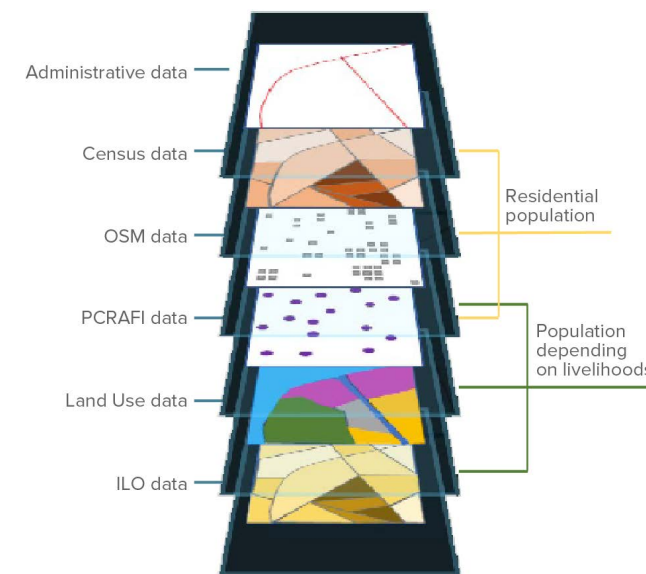 Administrative data
Census data
OSM data
PCRAFI data
Land Use data
ILO data
Residential
population
Population
depending
on livelihoods